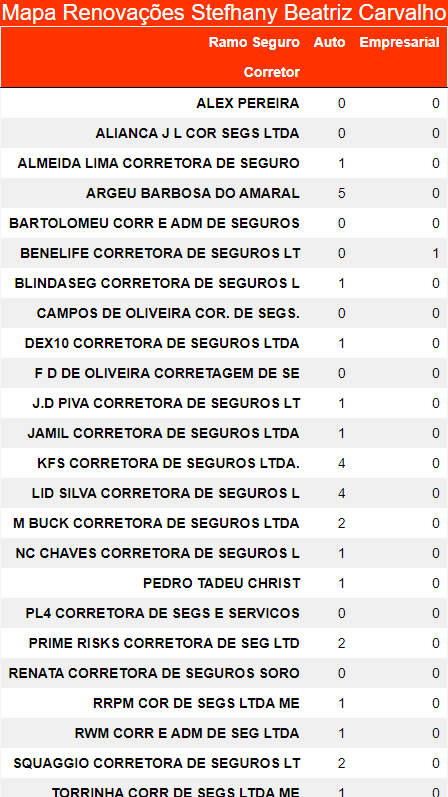 Mapa Renovações Stefhany Beatriz Carvalho
Ramo Seguro Auto Empresarial
Corretor
ALEX PEREIRA 0 0
ALIANCA J L COR SEGS LTDA 0 0
ALMEIDA LIMA CORRETORA DE SEGURO 1 0
ARGEU BARBOSA DO AMARAL 5 0
BARTOLOMEU CORR E ADM DE SEGUROS 0 0
BENELIFE CORRETORA DE SEGUROS LT 0 1
BLINDASEG CORRETORA DE SEGUROS L 1 0
CAMPOS DE OLIVEIRA COR. DE SEGS. 0 0
DEX10 CORRETORA DE SEGUROS LTDA 1 0
F D DE OLIVEIRA CORRETAGEM DE SE 0 0
J.D PIVA CORRETORA DE SEGUROS LT 1 0
JAMIL CORRETORA DE SEGUROS LTDA 1 0
KFS CORRETORA DE SEGUROS LTDA. 4 0
LID SILVA CORRETORA DE SEGUROS L 4 0
M BUCK CORRETORA DE SEGUROS LTDA 2 0
NC CHAVES CORRETORA DE SEGUROS L 1 0
PEDRO TADEU CHRIST 1 0
PL4 CORRETORA DE SEGS E SERVICOS 0 0
PRIME RISKS CORRETORA DE SEG LTD 2 0
RENATA CORRETORA DE SEGUROS SORO 0 0
RRPM COR DE SEGS LTDA ME 1 0
RWM CORR E ADM DE SEG LTDA 1 0
SQUAGGIO CORRETORA DE SEGUROS LT 2 0
TORRINHA CORR DE SEGS LTDA ME 1 0